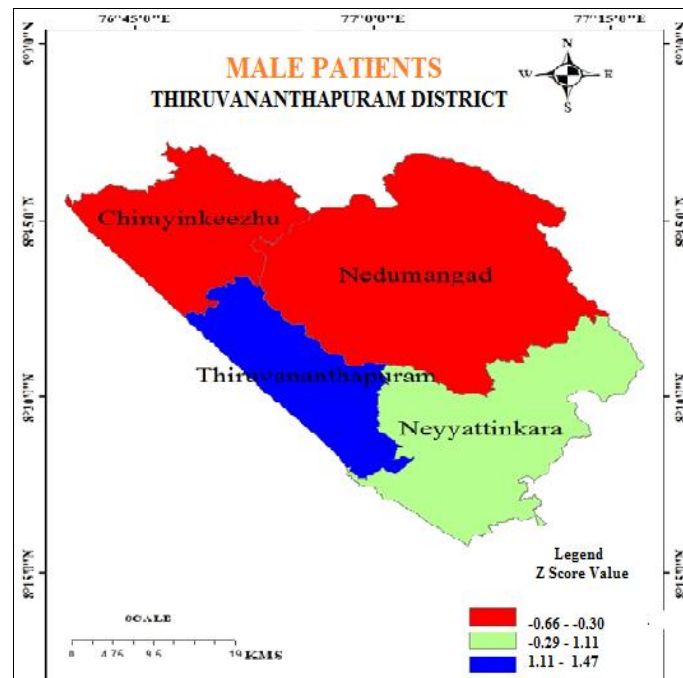 76°45'0"E 77°0'0"E 77°15'0"E
MALE PATIENTS
THIRUVANANTHAPURAM DISTRICT
N
W E
S
Chirayinkeezhu
Nedumangad
Thiruvananthapuram
Neyyattinkara
Legend
Z Score Value
-0.66 - -0.30
-0.29 - 1.11
1.11 - 1.47
SCALE
0 4.75 9.5 19 KMS